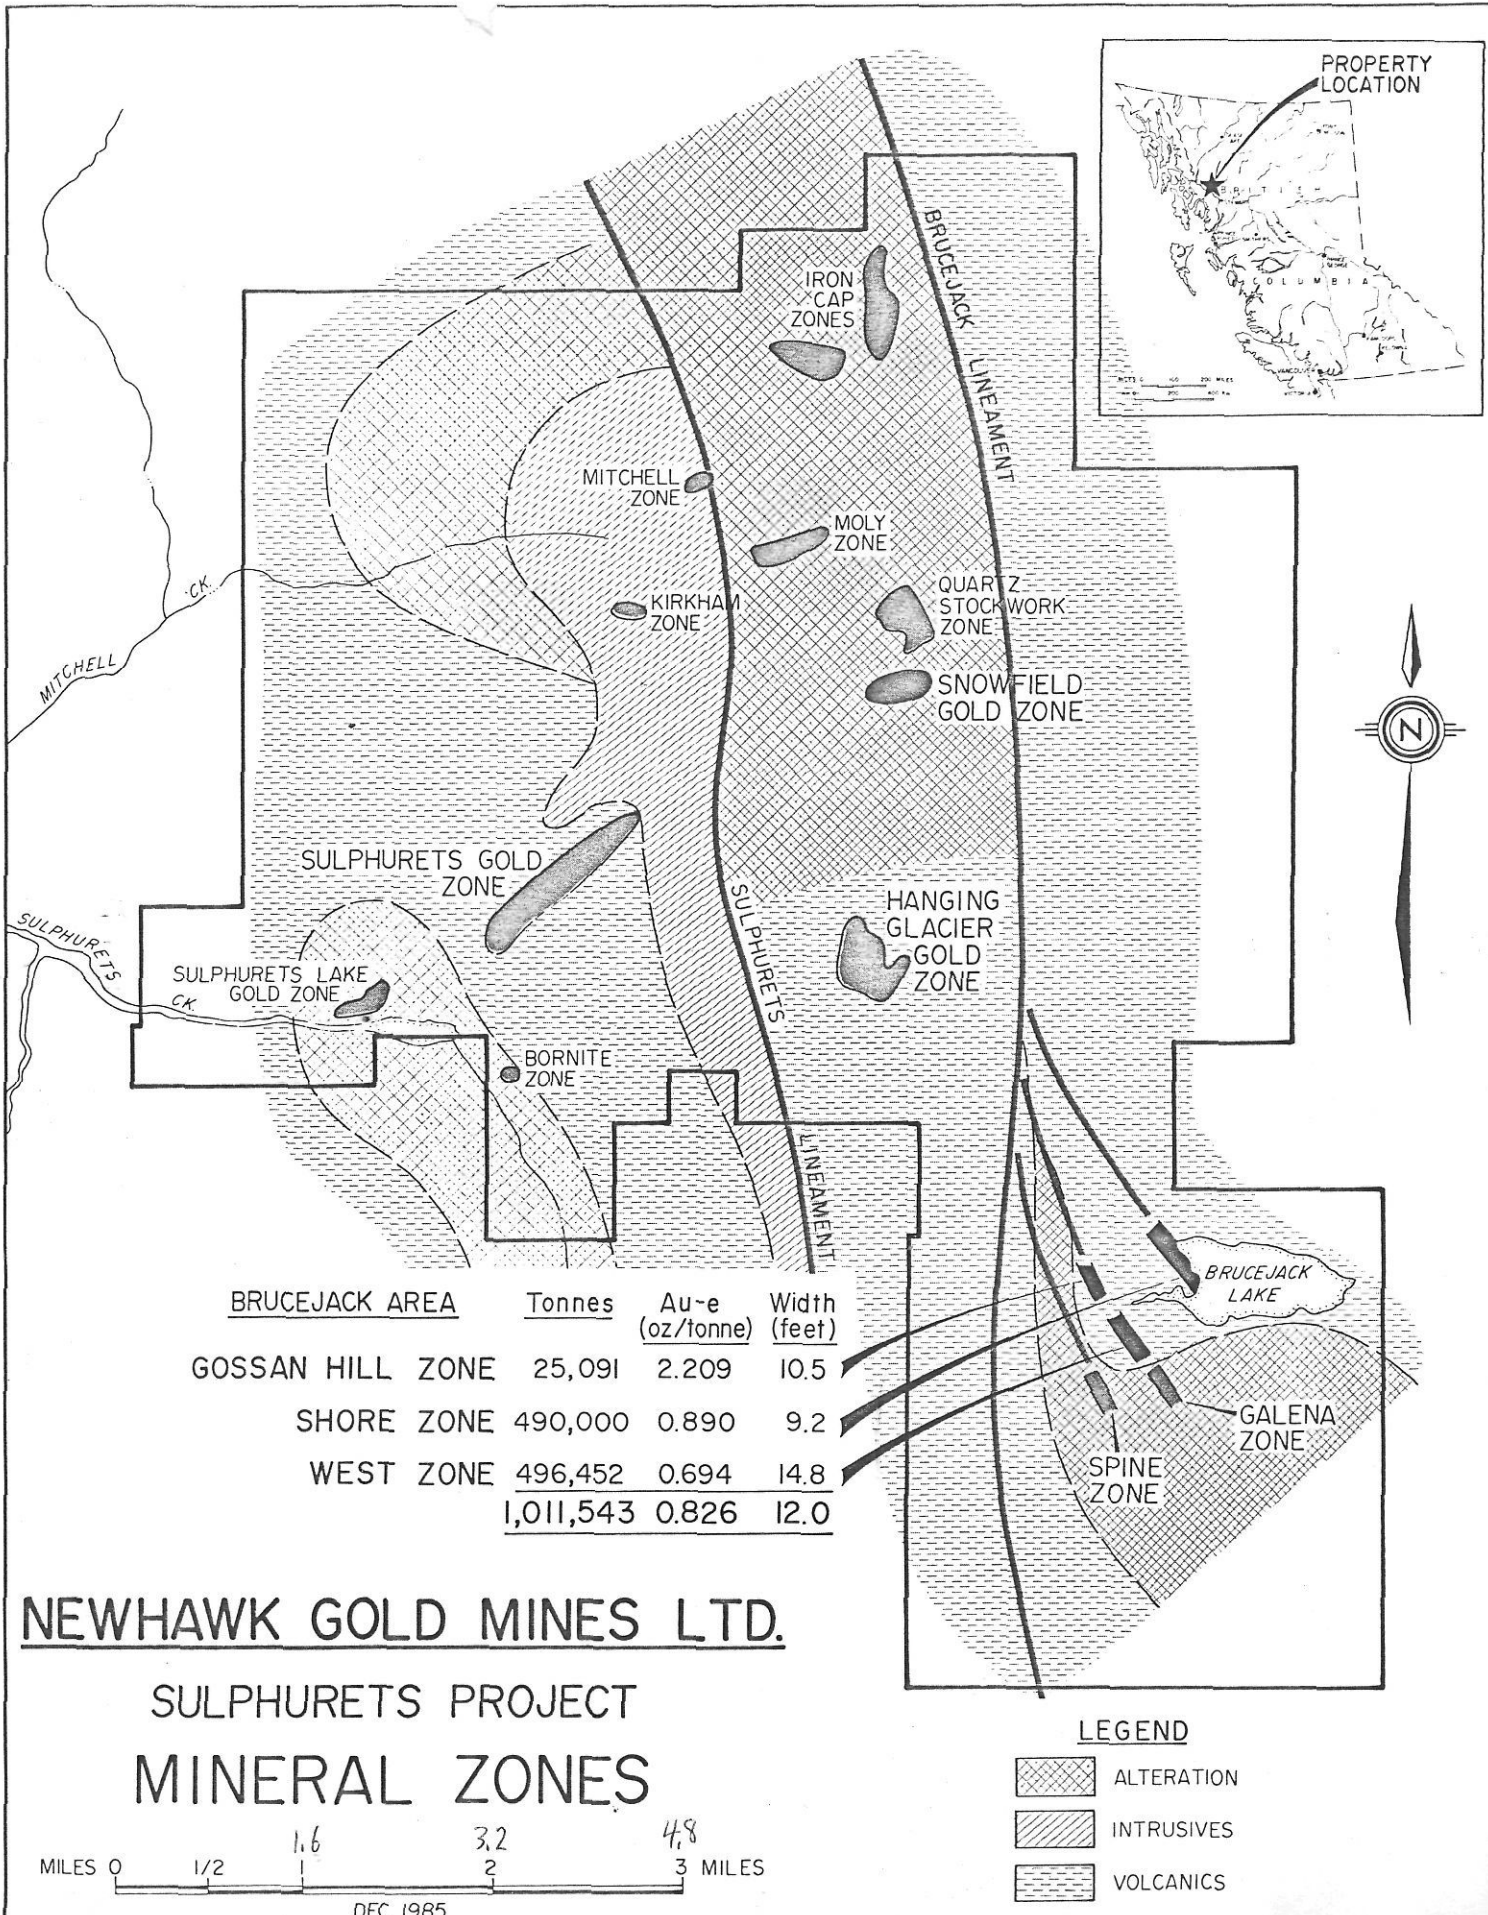 PROPERTY
LOCATION
BRITISH
COLUMBIA
PRINCE
GEORGE
VANCOUVER
VICTORIA
BRUCEJACK LINEAMENT
IRON
CAP
ZONES
MITCHELL
ZONE
MOLY
ZONE
QUARTZ
STOCKWORK
ZONE
KIRKHAM
ZONE
SNOWFIELD
GOLD ZONE
MITCHELL CK.
N
SULPHURETS GOLD
ZONE
HANGING
GLACIER
GOLD
ZONE
SULPHURETS CK.
SULPHURETS LAKE
GOLD ZONE
SULPHURETS LINEAMENT
BORNITE
ZONE
BRUCEJACK
LAKE
GALENA
ZONE
SPINE
ZONE
BRUCEJACK AREA Tonnes Au-e (oz/tonne) Width (feet)
GOSSAN HILL ZONE 25,091 2.209 10.5
SHORE ZONE 490,000 0.890 9.2
WEST ZONE 496,452 0.694 14.8
1,011,543 0.826 12.0
NEWHAWK GOLD MINES LTD.
SULPHURETS PROJECT
MINERAL ZONES
1.6 3.2 4.8
MILES 0 1/2 1 2 3 MILES
DEC. 1985
LEGEND
ALTERATION
INTRUSIVES
VOLCANICS